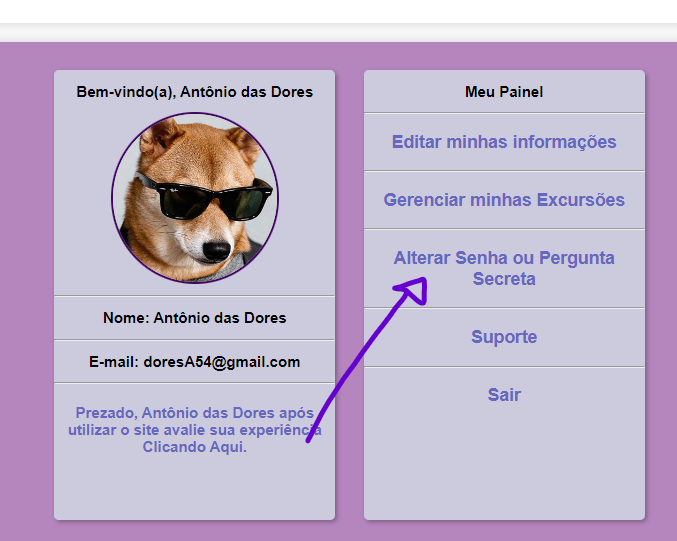 Bem-vindo(a), Antônio das Dores
Ray-Ban
Nome: Antônio das Dores
E-mail: doresA54@gmail.com
Prezado, Antônio das Dores após
utilizar o site avalie sua experiência
Clicando Aqui.
Meu Painel
Editar minhas informações
Gerenciar minhas Excursões
Alterar Senha ou Pergunta
Secreta
Suporte
Sair